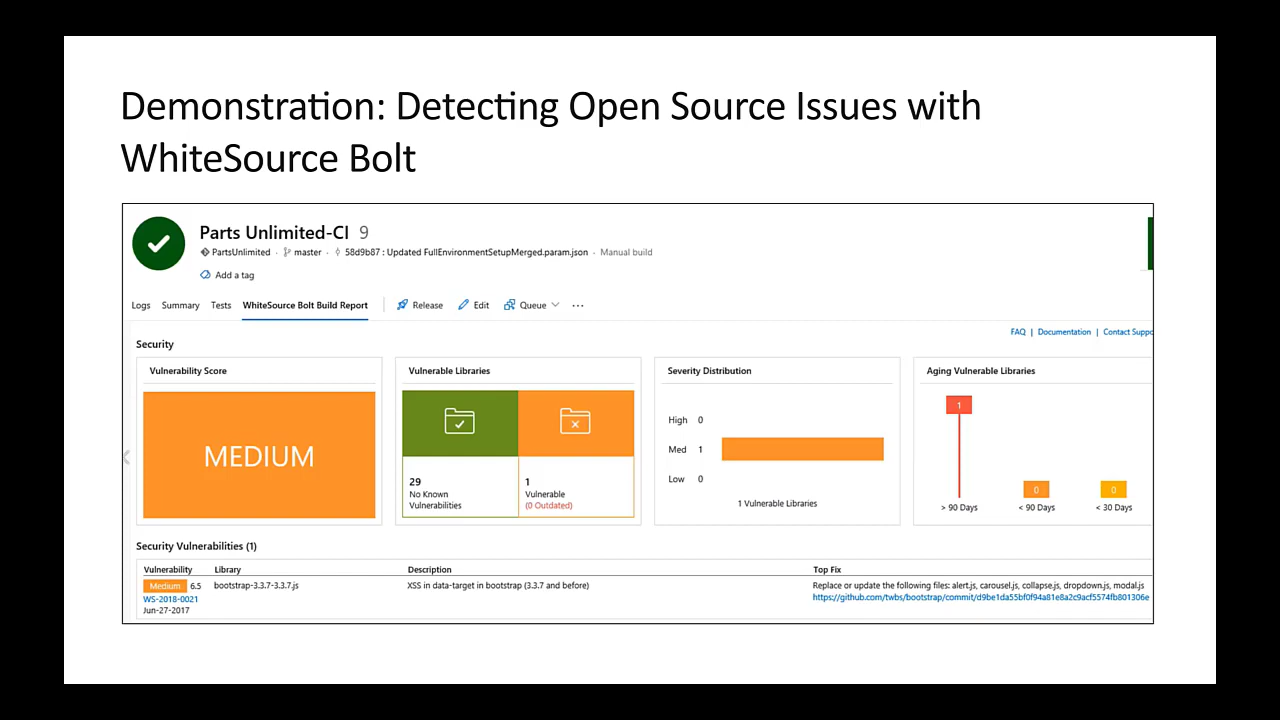 Demonstration: Detecting Open Source Issues with
WhiteSource Bolt
Parts Unlimited-CI 9
PartsUnlimited · master · 58d9b87 : Updated FullEnvironmentSetupMerged.param.json · Manual build
Add a tag
Logs Summary Tests WhiteSource Bolt Build Report Release Edit Queue ...
FAQ | Documentation | Contact Suppo
Security
Vulnerability Score
MEDIUM
Vulnerable Libraries
29
No Known
Vulnerabilities
1
Vulnerable
(0 Outdated)
Severity Distribution
High 0
Med 1
Low 0
1 Vulnerable Libraries
Aging Vulnerable Libraries
1
0
0
> 90 Days
< 90 Days
< 30 Days
Security Vulnerabilities (1)
Vulnerability Library Description Top Fix
Medium 6.5 bootstrap-3.3.7-3.3.7.js XSS in data-target in bootstrap (3.3.7 and before) Replace or update the following files: alert.js, carousel.js, collapse.js, dropdown.js, modal.js
WS-2018-0021 https://github.com/twbs/bootstrap/commit/d9be1da55bf0f94a81e8a2c9acf5574fb801306e
Jun-27-2017